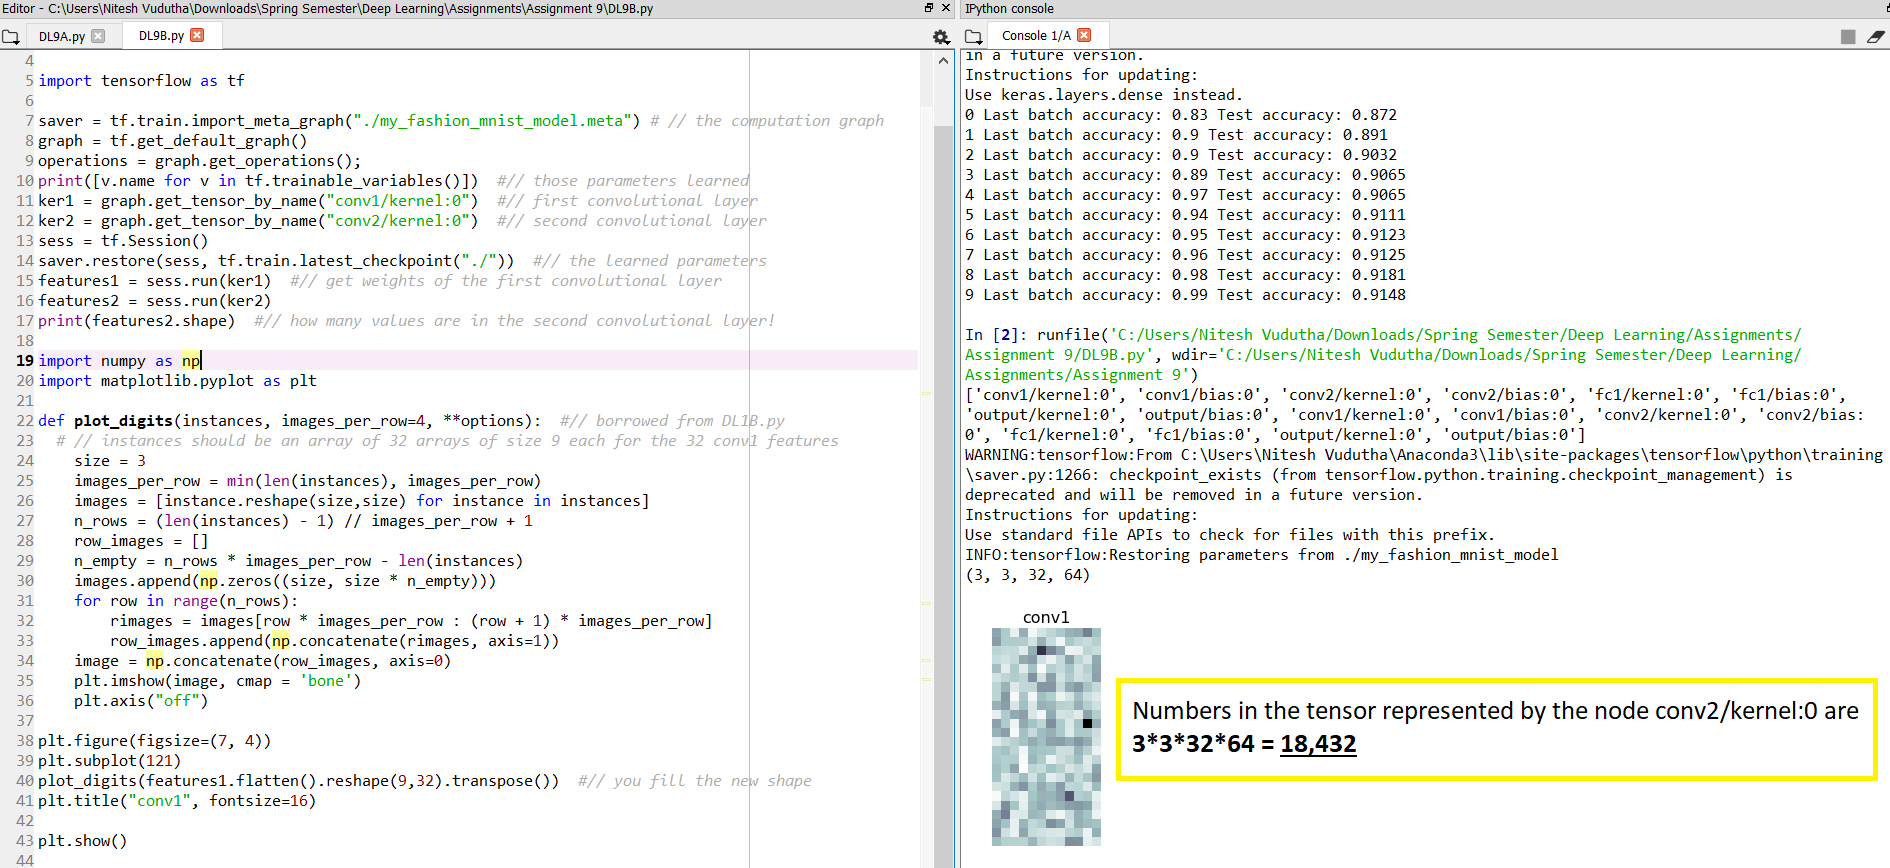 Editor - C:\Users\Nitesh Vudutha\Downloads\Spring Semester\Deep Learning\Assignments\Assignment 9\DL9B.py
DL9A.py
DL9B.py
4
5 import tensorflow as tf
6
7 saver = tf.train.import_meta_graph("./my_fashion_mnist_model.meta") # // the computation graph
8 graph = tf.get_default_graph()
9 operations = graph.get_operations();
10 print([v.name for v in tf.trainable_variables()])  #// those parameters learned
11 ker1 = graph.get_tensor_by_name("conv1/kernel:0")  #// first convolutional layer
12 ker2 = graph.get_tensor_by_name("conv2/kernel:0")  #// second convolutional layer
13 sess = tf.Session()
14 saver.restore(sess, tf.train.latest_checkpoint("./"))  #// the learned parameters
15 features1 = sess.run(ker1)  #// get weights of the first convolutional layer
16 features2 = sess.run(ker2)
17 print(features2.shape)  #// how many values are in the second convolutional layer!
18
19 import numpy as np
20 import matplotlib.pyplot as plt
21
22 def plot_digits(instances, images_per_row=4, **options):  #// borrowed from DL1B.py
23   # // instances should be an array of 32 arrays of size 9 each for the 32 conv1 features
24     size = 3
25     images_per_row = min(len(instances), images_per_row)
26     images = [instance.reshape(size,size) for instance in instances]
27     n_rows = (len(instances) - 1) // images_per_row + 1
28     row_images = []
29     n_empty = n_rows * images_per_row - len(instances)
30     images.append(np.zeros((size, size * n_empty)))
31     for row in range(n_rows):
32         rimages = images[row * images_per_row : (row + 1) * images_per_row]
33         row_images.append(np.concatenate(rimages, axis=1))
34     image = np.concatenate(row_images, axis=0)
35     plt.imshow(image, cmap = 'bone')
36     plt.axis("off")
37
38 plt.figure(figsize=(7, 4))
39 plt.subplot(121)
40 plot_digits(features1.flatten().reshape(9,32).transpose())  #// you fill the new shape
41 plt.title("conv1", fontsize=16)
42
43 plt.show()
44
IPython console
Console 1/A
in a future version.
Instructions for updating:
Use keras.layers.dense instead.
0 Last batch accuracy: 0.83 Test accuracy: 0.872
1 Last batch accuracy: 0.9 Test accuracy: 0.891
2 Last batch accuracy: 0.9 Test accuracy: 0.9032
3 Last batch accuracy: 0.89 Test accuracy: 0.9065
4 Last batch accuracy: 0.97 Test accuracy: 0.9065
5 Last batch accuracy: 0.94 Test accuracy: 0.9111
6 Last batch accuracy: 0.95 Test accuracy: 0.9123
7 Last batch accuracy: 0.96 Test accuracy: 0.9125
8 Last batch accuracy: 0.98 Test accuracy: 0.9181
9 Last batch accuracy: 0.99 Test accuracy: 0.9148
In [2]: runfile('C:/Users/Nitesh Vudutha/Downloads/Spring Semester/Deep Learning/Assignments/
Assignment 9/DL9B.py', wdir='C:/Users/Nitesh Vudutha/Downloads/Spring Semester/Deep Learning/
Assignments/Assignment 9')
['conv1/kernel:0', 'conv1/bias:0', 'conv2/kernel:0', 'conv2/bias:0', 'fc1/kernel:0', 'fc1/bias:0',
'output/kernel:0', 'output/bias:0', 'conv1/kernel:0', 'conv1/bias:0', 'conv2/kernel:0', 'conv2/bias:
0', 'fc1/kernel:0', 'fc1/bias:0', 'output/kernel:0', 'output/bias:0']
WARNING:tensorflow:From C:\Users\Nitesh Vudutha\Anaconda3\lib\site-packages\tensorflow\python\training
\saver.py:1266: checkpoint_exists (from tensorflow.python.training.checkpoint_management) is
deprecated and will be removed in a future version.
Instructions for updating:
Use standard file APIs to check for files with this prefix.
INFO:tensorflow:Restoring parameters from ./my_fashion_mnist_model
(3, 3, 32, 64)
conv1
Numbers in the tensor represented by the node conv2/kernel:0 are
3*3*32*64 = 18,432